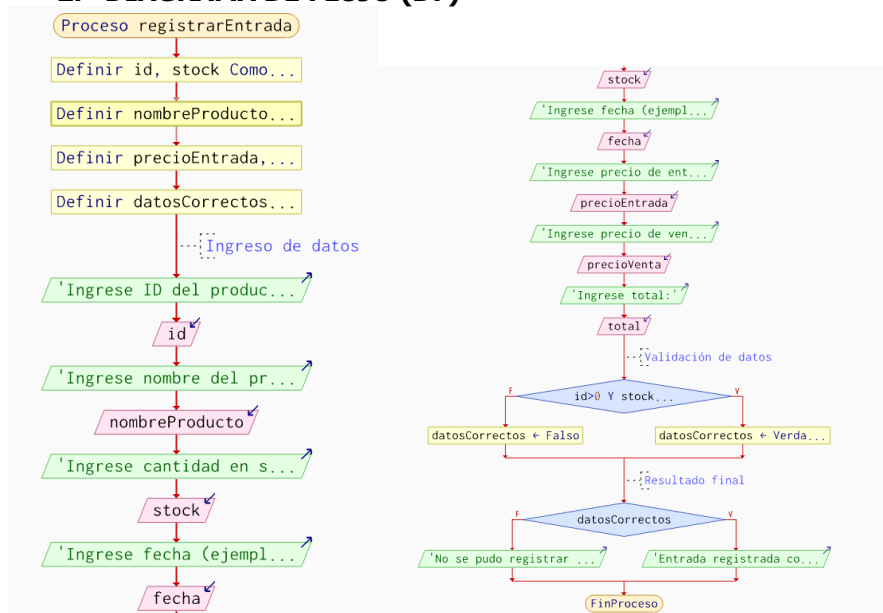 Proceso registrarEntrada
Definir id, stock Como...
Definir nombreProducto...
Definir precioEntrada,...
Definir datosCorrectos...
Ingreso de datos
'Ingrese ID del produc...
id
'Ingrese nombre del pr...
nombreProducto
'Ingrese cantidad en s...
stock
'Ingrese fecha (ejempl...
fecha
stock
'Ingrese fecha (ejempl...
fecha
'Ingrese precio de ent...
precioEntrada
'Ingrese precio de ven...
precioVenta
'Ingrese total:'
total
Validación de datos
F
id>0 Y stock...
V
datosCorrectos ← Falso
datosCorrectos ← Verda...
Resultado final
F
datosCorrectos
V
'No se pudo registrar ...
'Entrada registrada co...
FinProceso